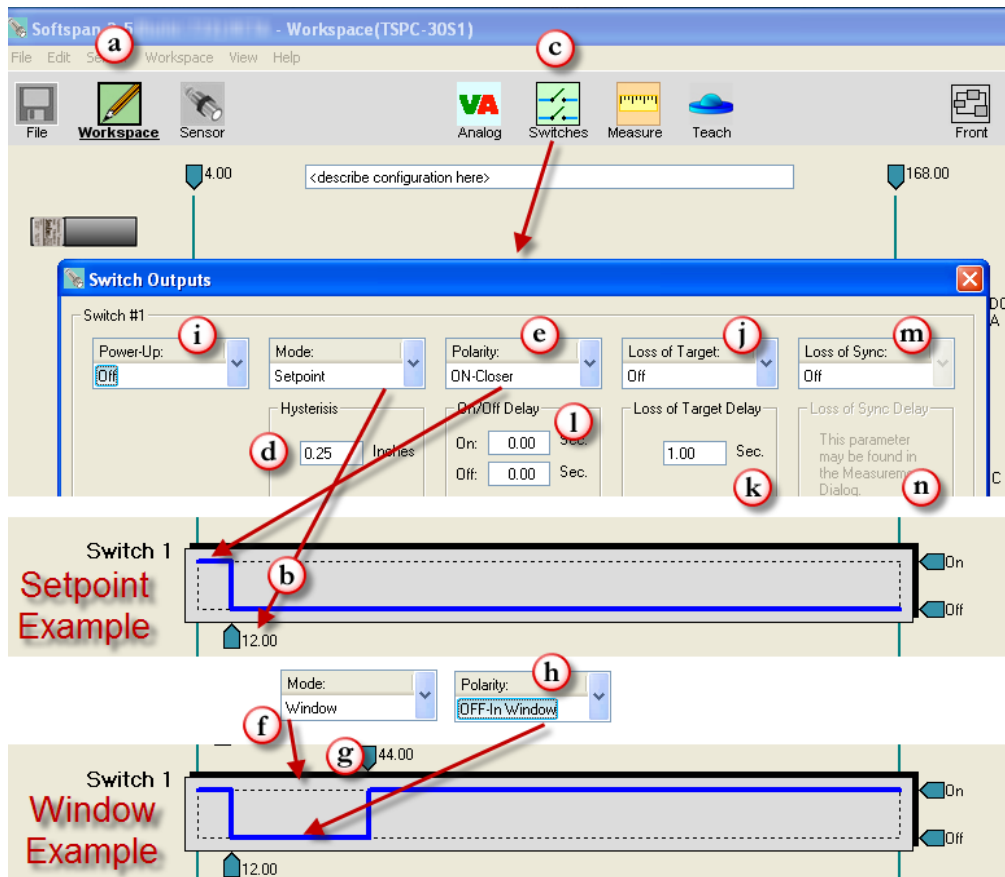 Softspan - Workspace(TSPC-30S1)
a
c
File Edit Workspace View Help
File Workspace Sensor Analog Switches Measure Teach Front
4.00 <describe configuration here> 168.00
Switch Outputs
Switch #1
i
e
j
m
Power-Up: Mode: Polarity: Loss of Target: Loss of Sync:
Off Setpoint ON-Closer Off Off
Hysterisis On/Off Delay Loss of Target Delay Loss of Sync Delay
d 0.25 Inches
On: 0.00 Sec.
l
Off: 0.00 Sec.
1.00 Sec.
k
This parameter
may be found in
the Measurement
Dialog.
n
Switch 1
Setpoint
Example
b
On
Off
12.00
Mode: Polarity: h
Window OFF-In Window
f
g 44.00
Switch 1
Window
Example
On
Off
12.00